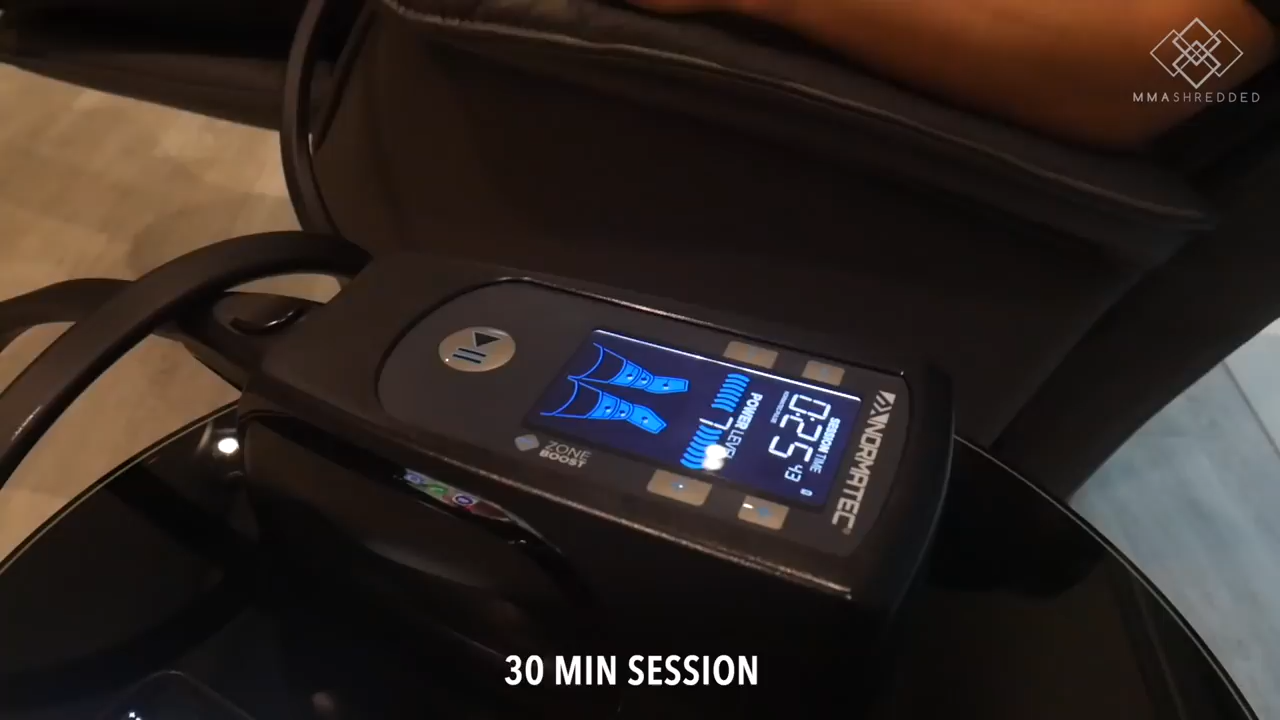 MMASHREDDED
NORMATEC
SESSION TIME
0:25 43
POWER LEVEL
7
ZONE
BOOST
30 MIN SESSION